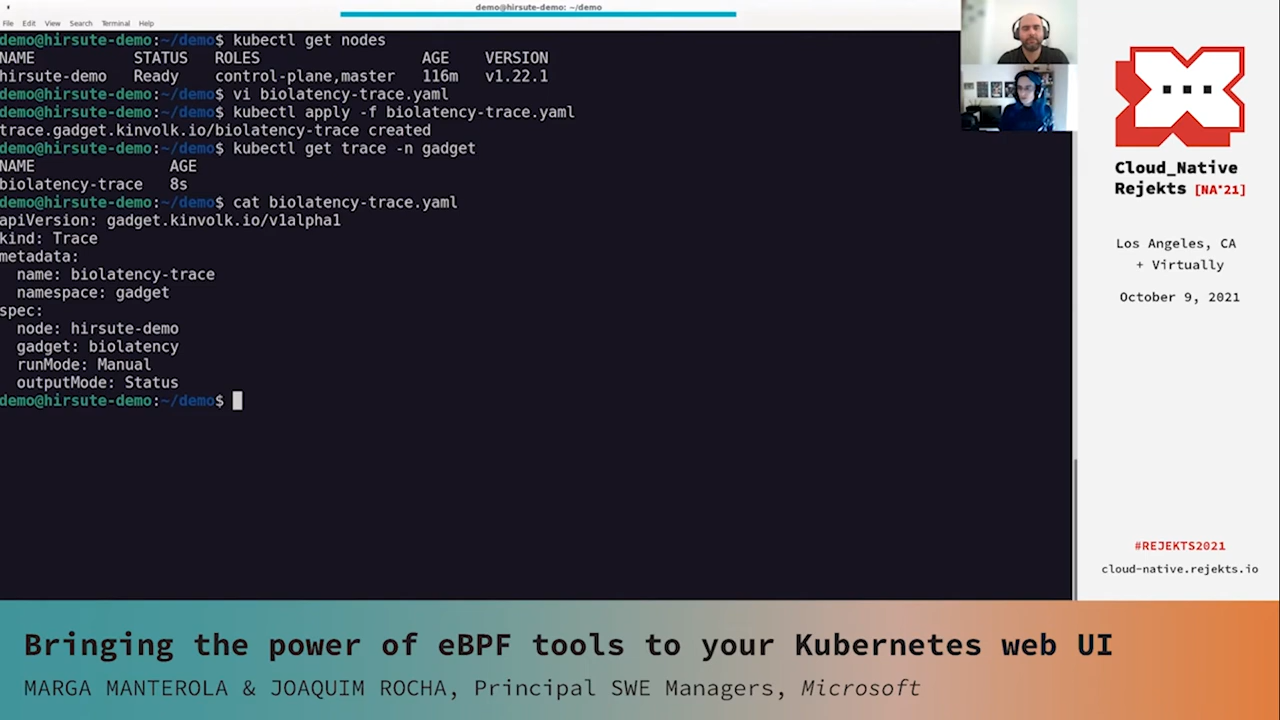 demo@hirsute-demo: ~/demo
File Edit View Search Terminal Help
demo@hirsute-demo:~/demo$ kubectl get nodes
NAME STATUS ROLES AGE VERSION
hirsute-demo Ready control-plane,master 116m v1.22.1
demo@hirsute-demo:~/demo$ vi biolatency-trace.yaml
demo@hirsute-demo:~/demo$ kubectl apply -f biolatency-trace.yaml
trace.gadget.kinvolk.io/biolatency-trace created
demo@hirsute-demo:~/demo$ kubectl get trace -n gadget
NAME AGE
biolatency-trace 8s
demo@hirsute-demo:~/demo$ cat biolatency-trace.yaml
apiVersion: gadget.kinvolk.io/v1alpha1
kind: Trace
metadata:
  name: biolatency-trace
  namespace: gadget
spec:
  node: hirsute-demo
  gadget: biolatency
  runMode: Manual
  outputMode: Status
demo@hirsute-demo:~/demo$
Cloud_Native
Rejekts [NA'21]
Los Angeles, CA
+ Virtually
October 9, 2021
#REJEKTS2021
cloud-native.rejekts.io
Bringing the power of eBPF tools to your Kubernetes web UI
MARGA MANTEROLA & JOAQUIM ROCHA, Principal SWE Managers, Microsoft